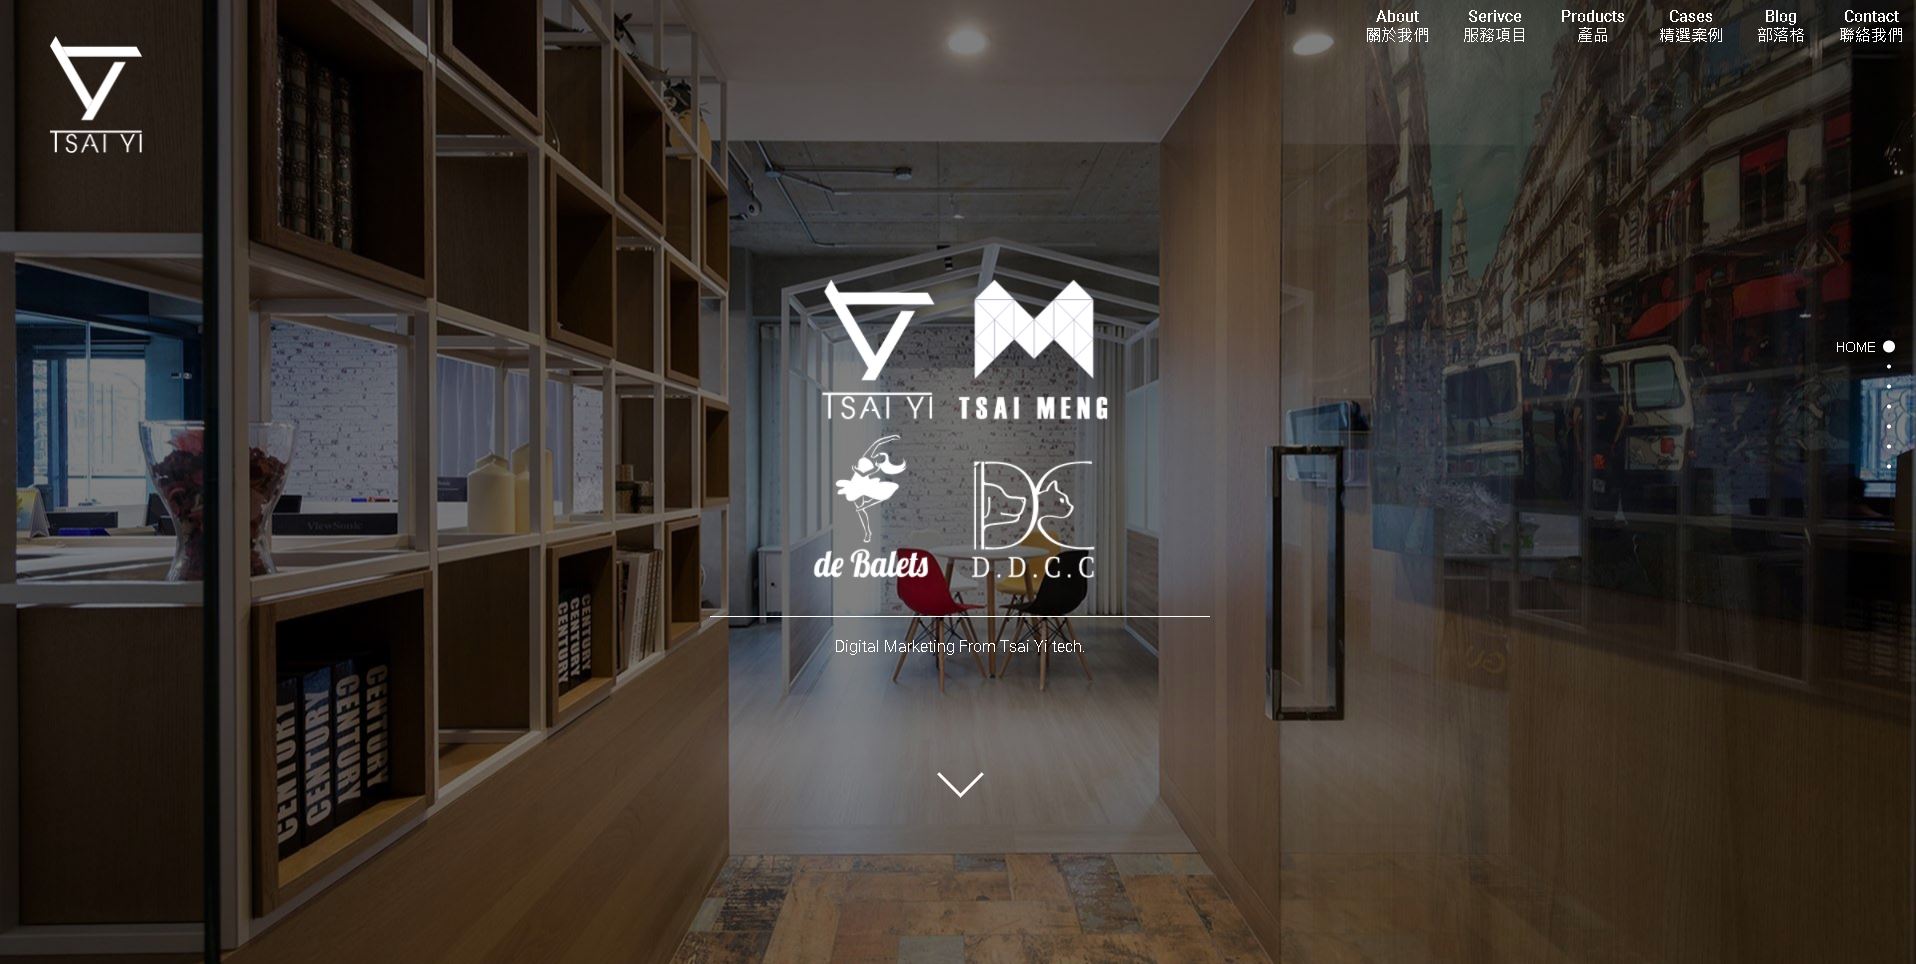 About
關於我們
Serivce
服務項目
Products
產品
Cases
精選案例
Blog
部落格
Contact
聯絡我們
TSAI YI
HOME
TSAI YI
TSAI MENG
de Balets
D.D.C.C
Digital Marketing From Tsai Yi tech.
ViewSonic
CENTURY
CENTURY
CENTURY
CENTURY
CENTURY
CENTURY
CENTURY